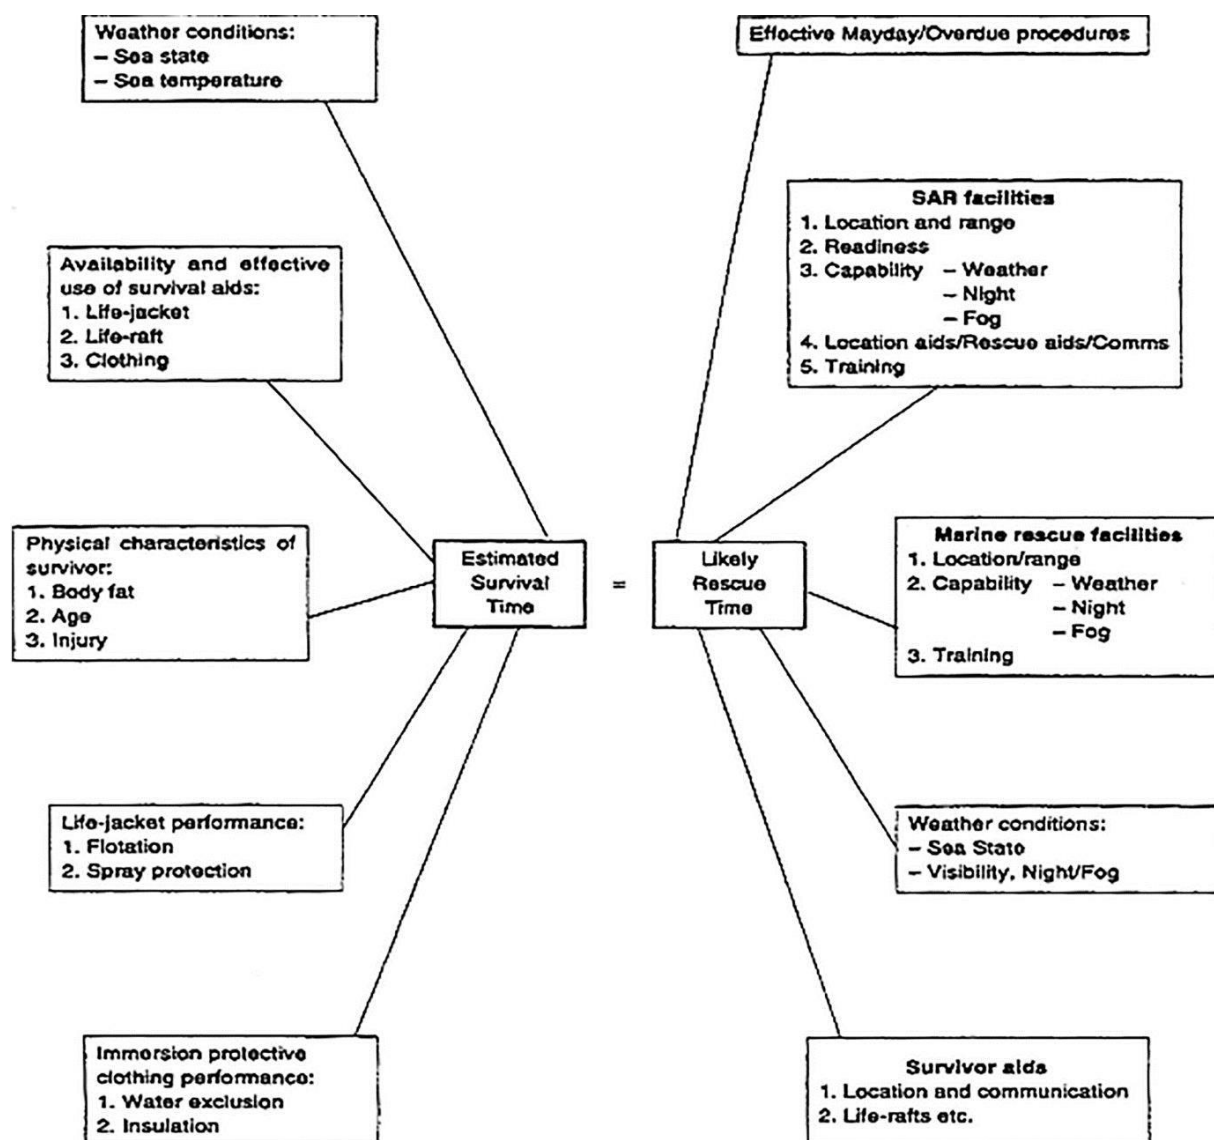 Weather conditions:
– Sea state
– Sea temperature
Effective Mayday/Overdue procedures
SAR facilities
1. Location and range
2. Readiness
3. Capability – Weather
– Night
– Fog
4. Location aids/Rescue aids/Comms
5. Training
Availability and effective
use of survival aids:
1. Life-jacket
2. Life-raft
3. Clothing
Physical characteristics of
survivor:
1. Body fat
2. Age
3. Injury
Estimated
Survival
Time
=
Likely
Rescue
Time
Marine rescue facilities
1. Location/range
2. Capability – Weather
– Night
– Fog
3. Training
Life-jacket performance:
1. Flotation
2. Spray protection
Weather conditions:
– Sea State
– Visibility, Night/Fog
Immersion protective
clothing performance:
1. Water exclusion
2. Insulation
Survivor aids
1. Location and communication
2. Life-rafts etc.